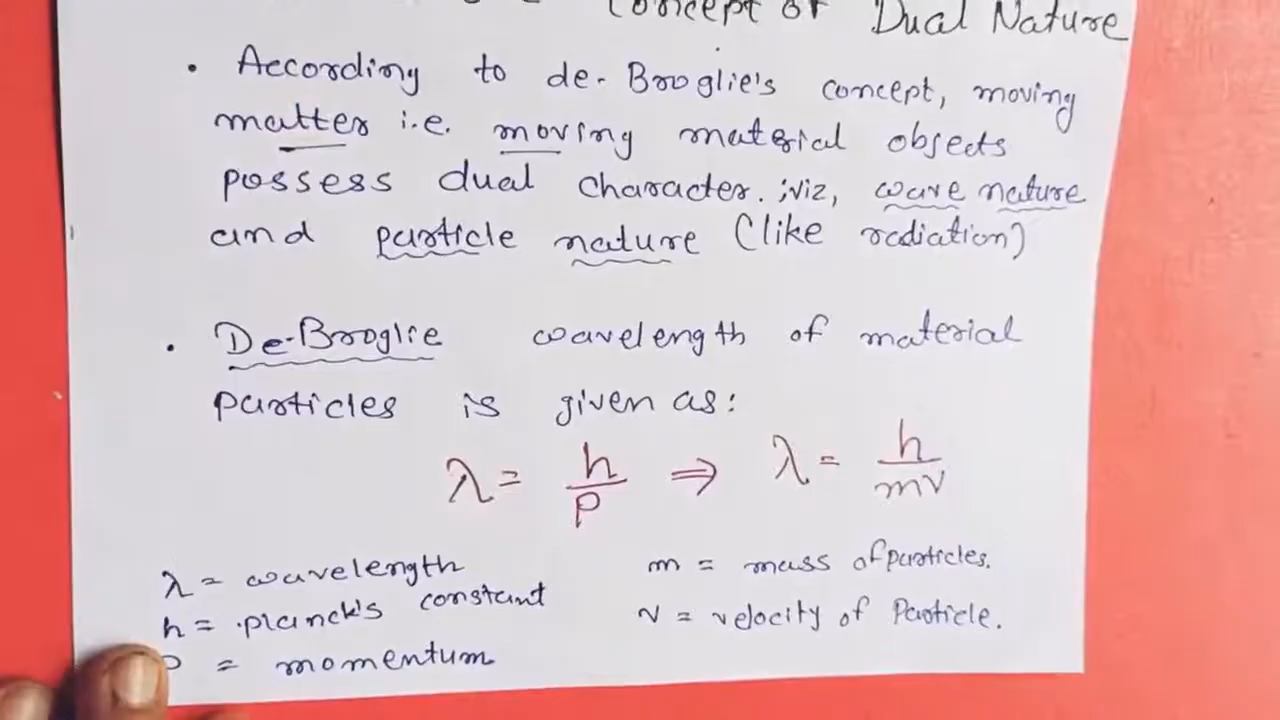 Concept of Dual Nature
• According to de-Broglie's concept, moving
matter i.e. moving material objects
possess dual character. ;viz, wave nature
and particle nature (like radiation)
• De-Broglie wavelength of material
particles is given as:
λ = h/P ⇒ λ = h/mv
λ = wavelength
h = planck's constant
P = momentum
m = mass of particles.
v = velocity of Particle.